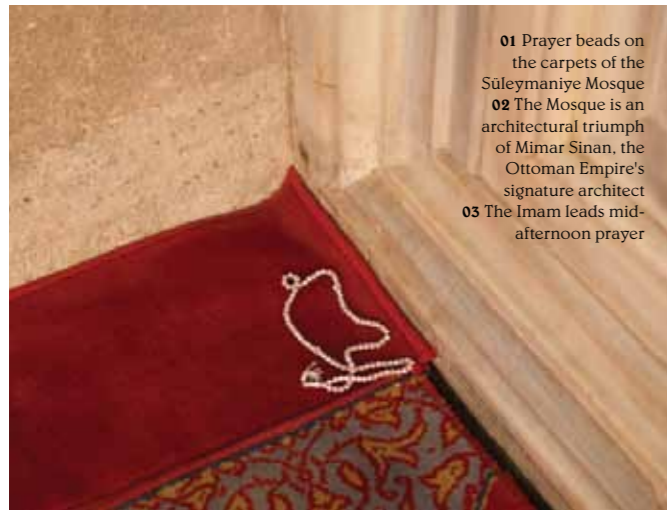 01 Prayer beads on
the carpets of the
Süleymaniye Mosque
02 The Mosque is an
architectural triumph
of Mimar Sinan, the
Ottoman Empire's
signature architect
03 The Imam leads mid-
afternoon prayer